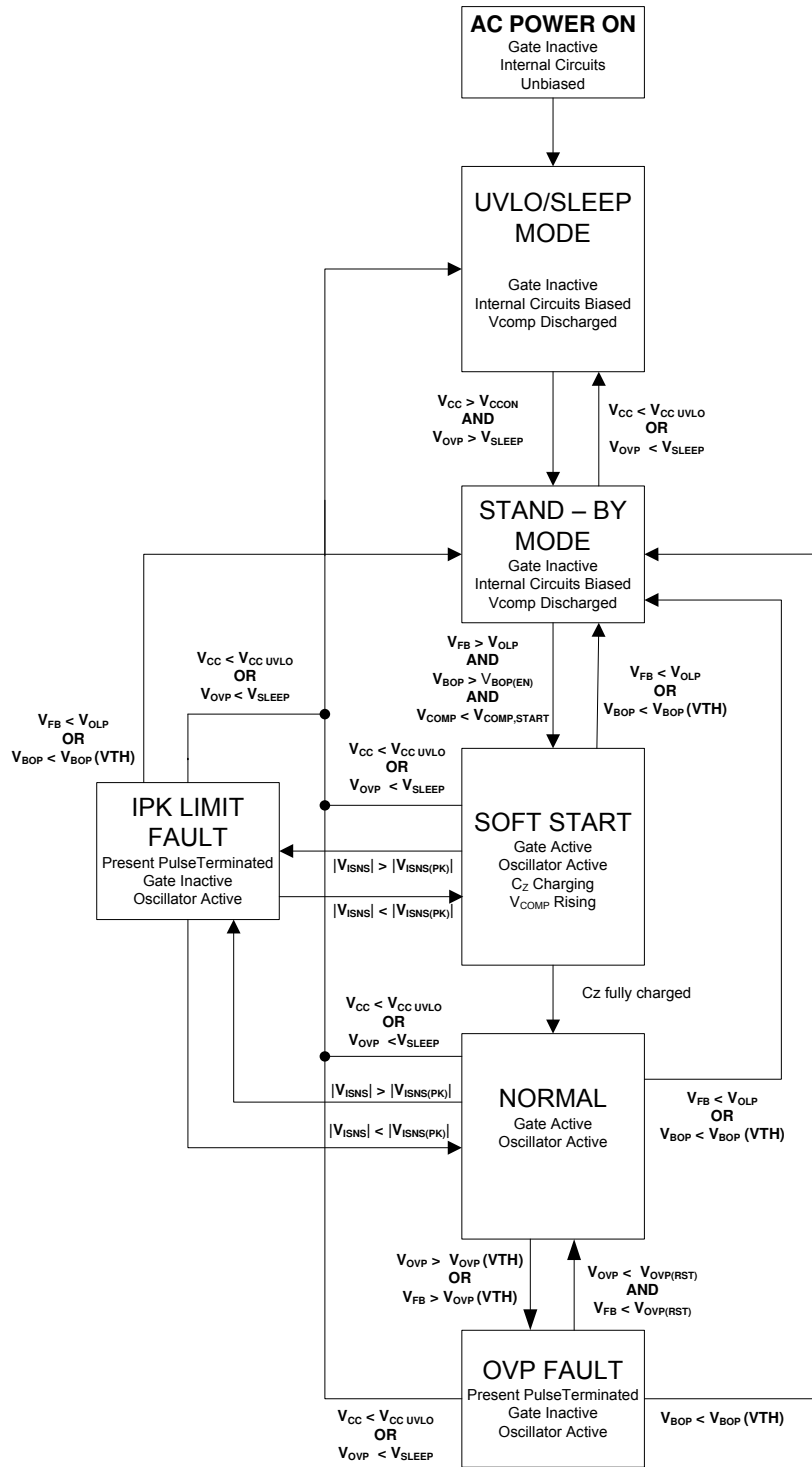 AC POWER ON
Gate Inactive
Internal Circuits
Unbiased
UVLO/SLEEP
MODE
Gate Inactive
Internal Circuits Biased
Vcomp Discharged
VCC > VCCON
AND
VOVP > VSLEEP
VCC < VCC UVLO
OR
VOVP < VSLEEP
STAND – BY
MODE
Gate Inactive
Internal Circuits Biased
Vcomp Discharged
VFB > VOLP
AND
VBOP > VBOP(EN)
AND
VCOMP < VCOMP,START
VFB < VOLP
OR
VBOP < VBOP (VTH)
VCC < VCC UVLO
OR
VOVP < VSLEEP
VFB < VOLP
OR
VBOP < VBOP (VTH)
VCC < VCC UVLO
OR
VOVP < VSLEEP
IPK LIMIT
FAULT
Present PulseTerminated
Gate Inactive
Oscillator Active
SOFT START
Gate Active
Oscillator Active
CZ Charging
VCOMP Rising
|VISNS| > |VISNS(PK)|
|VISNS| < |VISNS(PK)|
Cz fully charged
VCC < VCC UVLO
OR
VOVP <VSLEEP
NORMAL
Gate Active
Oscillator Active
|VISNS| > |VISNS(PK)|
|VISNS| < |VISNS(PK)|
VFB < VOLP
OR
VBOP < VBOP (VTH)
VOVP > VOVP (VTH)
OR
VFB > VOVP (VTH)
VOVP < VOVP(RST)
AND
VFB < VOVP(RST)
OVP FAULT
Present PulseTerminated
Gate Inactive
Oscillator Active
VCC < VCC UVLO
OR
VOVP < VSLEEP
VBOP < VBOP (VTH)